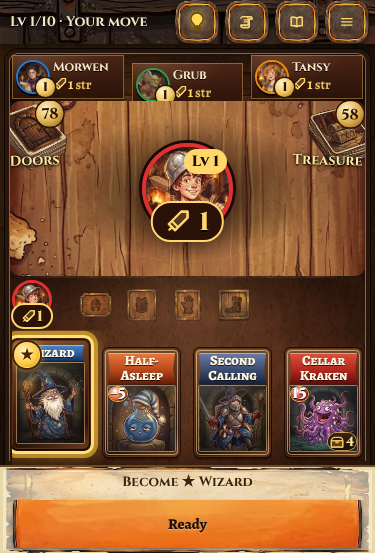 Lv 1/10 · Your move
Morwen
1
1 str
Grub
1
1 str
Tansy
1
1 str
78
Doors
58
Treasure
Lv 1
1
1
Half-
Asleep
-5
Second
Calling
Cellar
Kraken
15
4
Become ★ Wizard
Ready